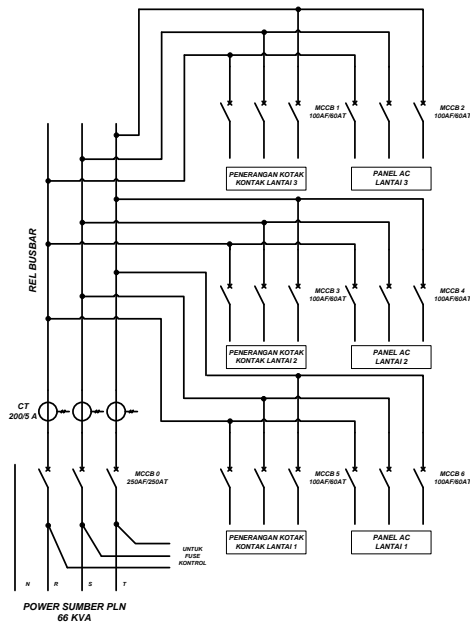 MCCB 1
100AF/60AT
MCCB 2
100AF/60AT
PENERANGAN KOTAK
KONTAK LANTAI 3
PANEL AC
LANTAI 3
REL BUSBAR
MCCB 3
100AF/60AT
MCCB 4
100AF/60AT
PENERANGAN KOTAK
KONTAK LANTAI 2
PANEL AC
LANTAI 2
CT
200/5 A
MCCB 0
250AF/250AT
MCCB 5
100AF/60AT
MCCB 6
100AF/60AT
PENERANGAN KOTAK
KONTAK LANTAI 1
PANEL AC
LANTAI 1
UNTUK
FUSE
KONTROL
N R S T
POWER SUMBER PLN
66 KVA